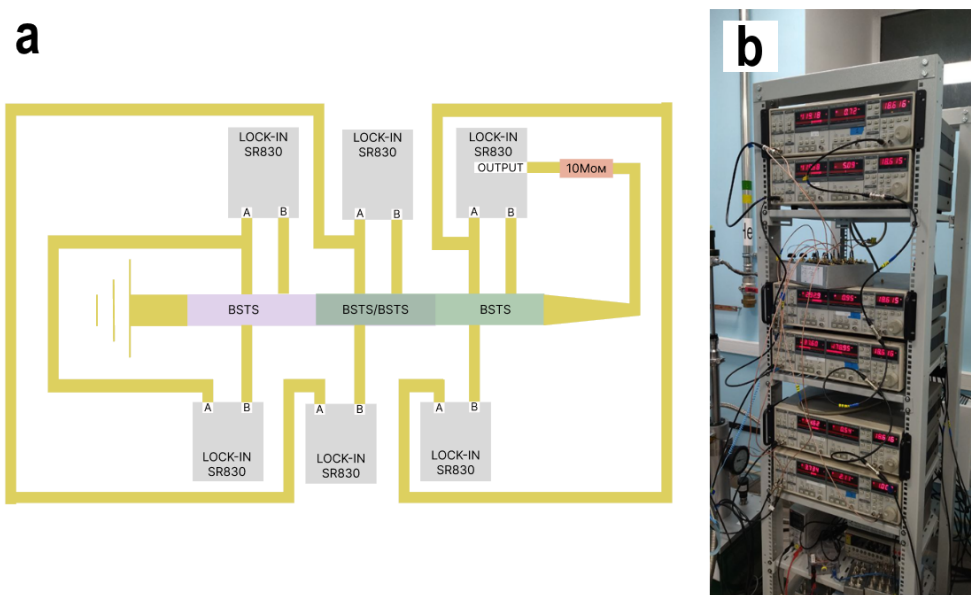 a
LOCK-IN
SR830
A B
LOCK-IN
SR830
A B
LOCK-IN
SR830
OUTPUT
A B
10Мом
BSTS
BSTS/BSTS
BSTS
A B
LOCK-IN
SR830
A B
LOCK-IN
SR830
A B
LOCK-IN
SR830
b